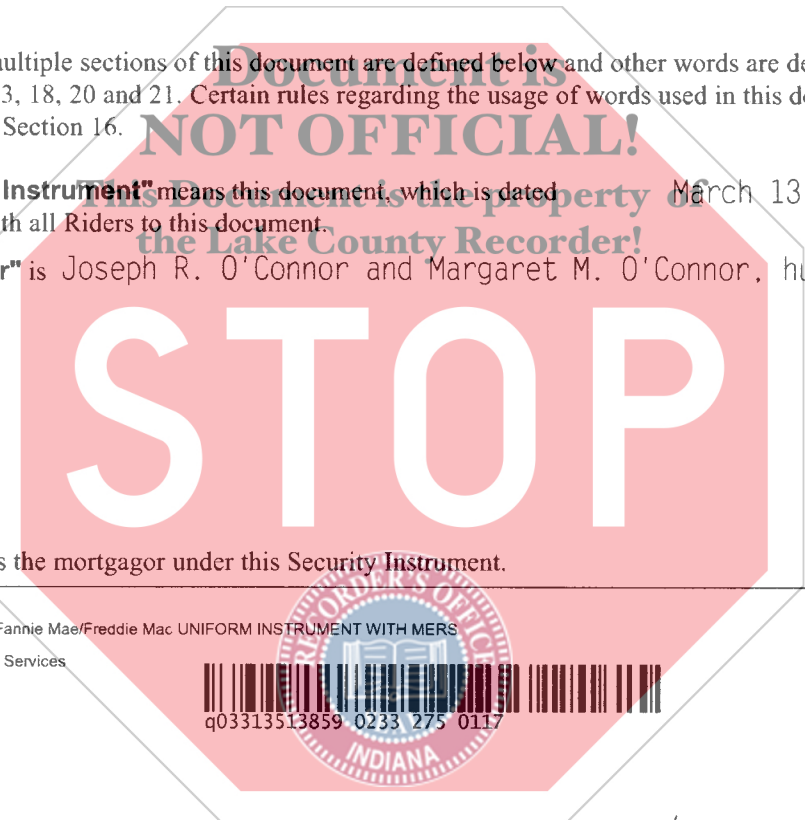 Document is
ultiple sections of this document are defined below and other words are de
3, 18, 20 and 21. Certain rules regarding the usage of words used in this do
Section 16.
NOT OFFICIAL!
Instrument" means this document, which is dated March 13
This Document is the property of
th all Riders to this document.
the Lake County Recorder!
r" is Joseph R. O'Connor and Margaret M. O'Connor, hu
STOP
s the mortgagor under this Security Instrument.
Fannie Mae/Freddie Mac UNIFORM INSTRUMENT WITH MERS
Services
RECORDER'S OFFICE
q03313513859 0233 275 0117
INDIANA